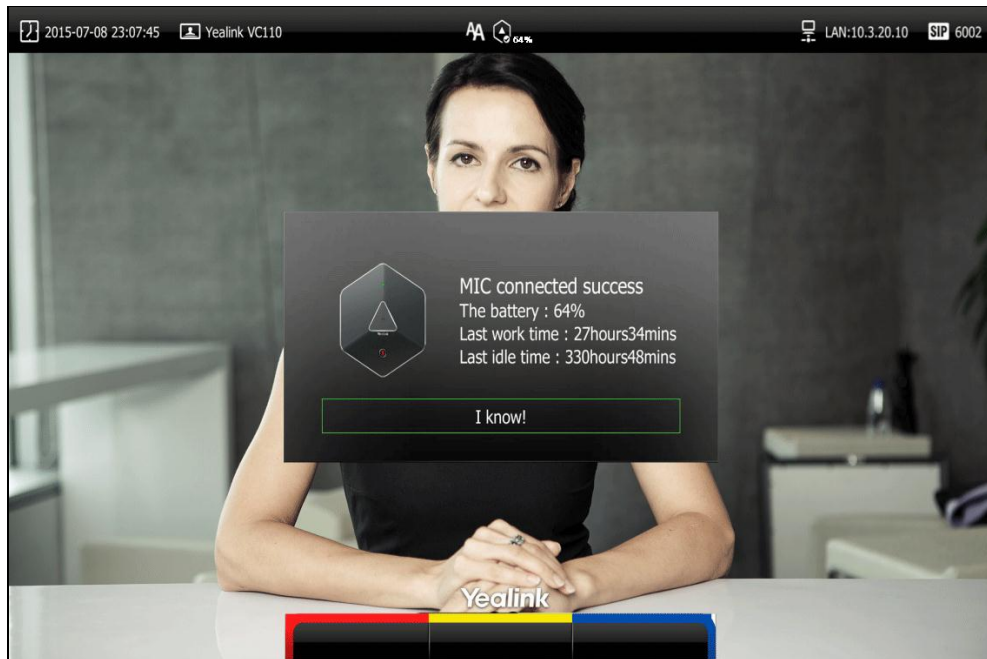 2015-07-08 23:07:45 Yealink VC110 AA 64% LAN:10.3.20.10 SIP 6002
MIC connected success
The battery : 64%
Last work time : 27hours34mins
Last idle time : 330hours48mins
I know!
Yealink